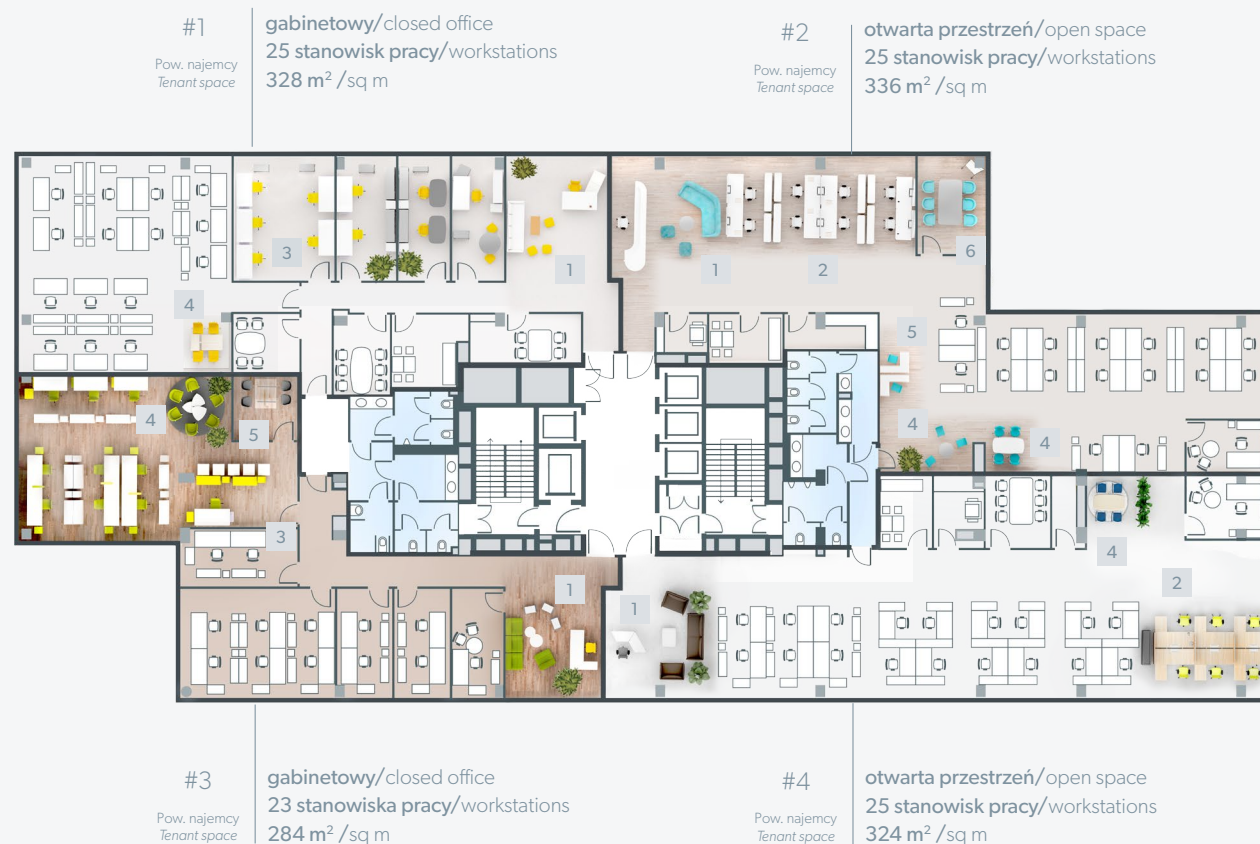 #1
Pow. najemcy
Tenant space
gabinetowy/closed office
25 stanowisk pracy/workstations
328 m² /sq m
#2
Pow. najemcy
Tenant space
otwarta przestrzeń/open space
25 stanowisk pracy/workstations
336 m² /sq m
3
1
4
1
2
6
5
4
5
4
4
3
4
2
1
1
#3
Pow. najemcy
Tenant space
gabinetowy/closed office
23 stanowiska pracy/workstations
284 m² /sq m
#4
Pow. najemcy
Tenant space
otwarta przestrzeń/open space
25 stanowisk pracy/workstations
324 m² /sq m